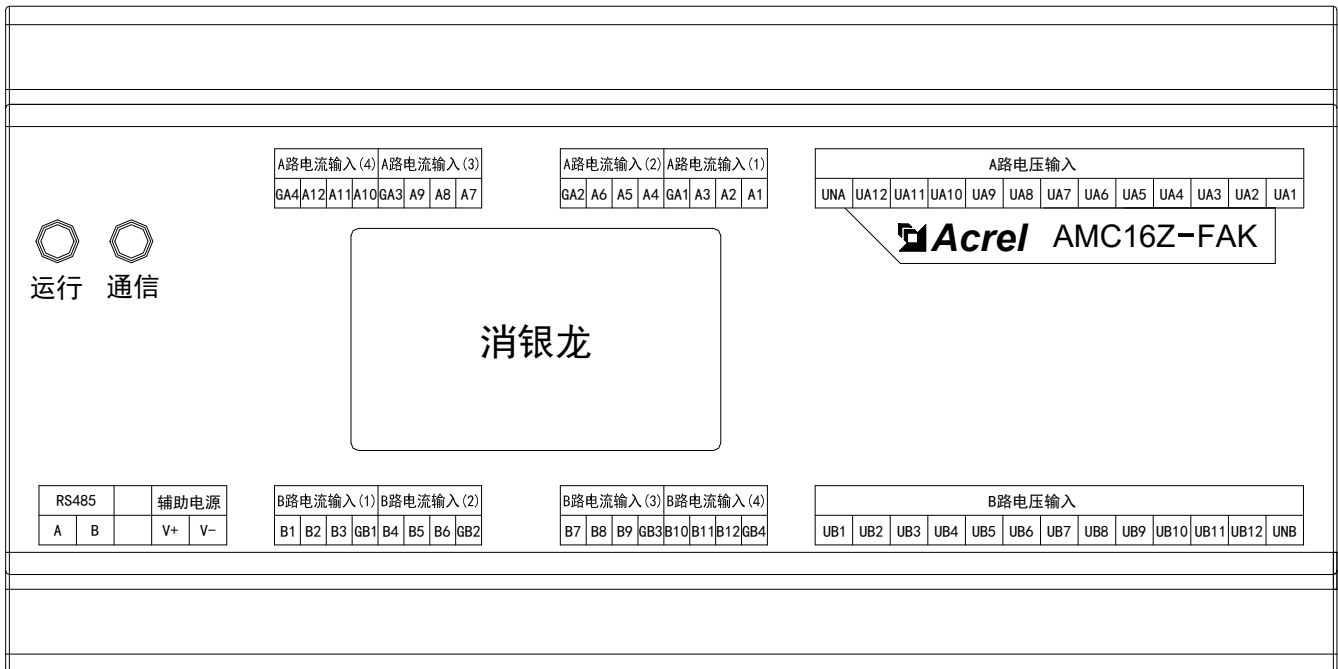 A路电流输入(4) A路电流输入(3) A路电流输入(2) A路电流输入(1) A路电压输入
GA4 A12 A11 A10 GA3 A9 A8 A7 GA2 A6 A5 A4 GA1 A3 A2 A1 UNA UA12 UA11 UA10 UA9 UA8 UA7 UA6 UA5 UA4 UA3 UA2 UA1
Acrel AMC16Z-FAK
运行 通信
消银龙
RS485 辅助电源 B路电流输入(1) B路电流输入(2) B路电流输入(3) B路电流输入(4) B路电压输入
A B V+ V- B1 B2 B3 GB1 B4 B5 B6 GB2 B7 B8 B9 GB3 B10 B11 B12 GB4 UB1 UB2 UB3 UB4 UB5 UB6 UB7 UB8 UB9 UB10 UB11 UB12 UNB